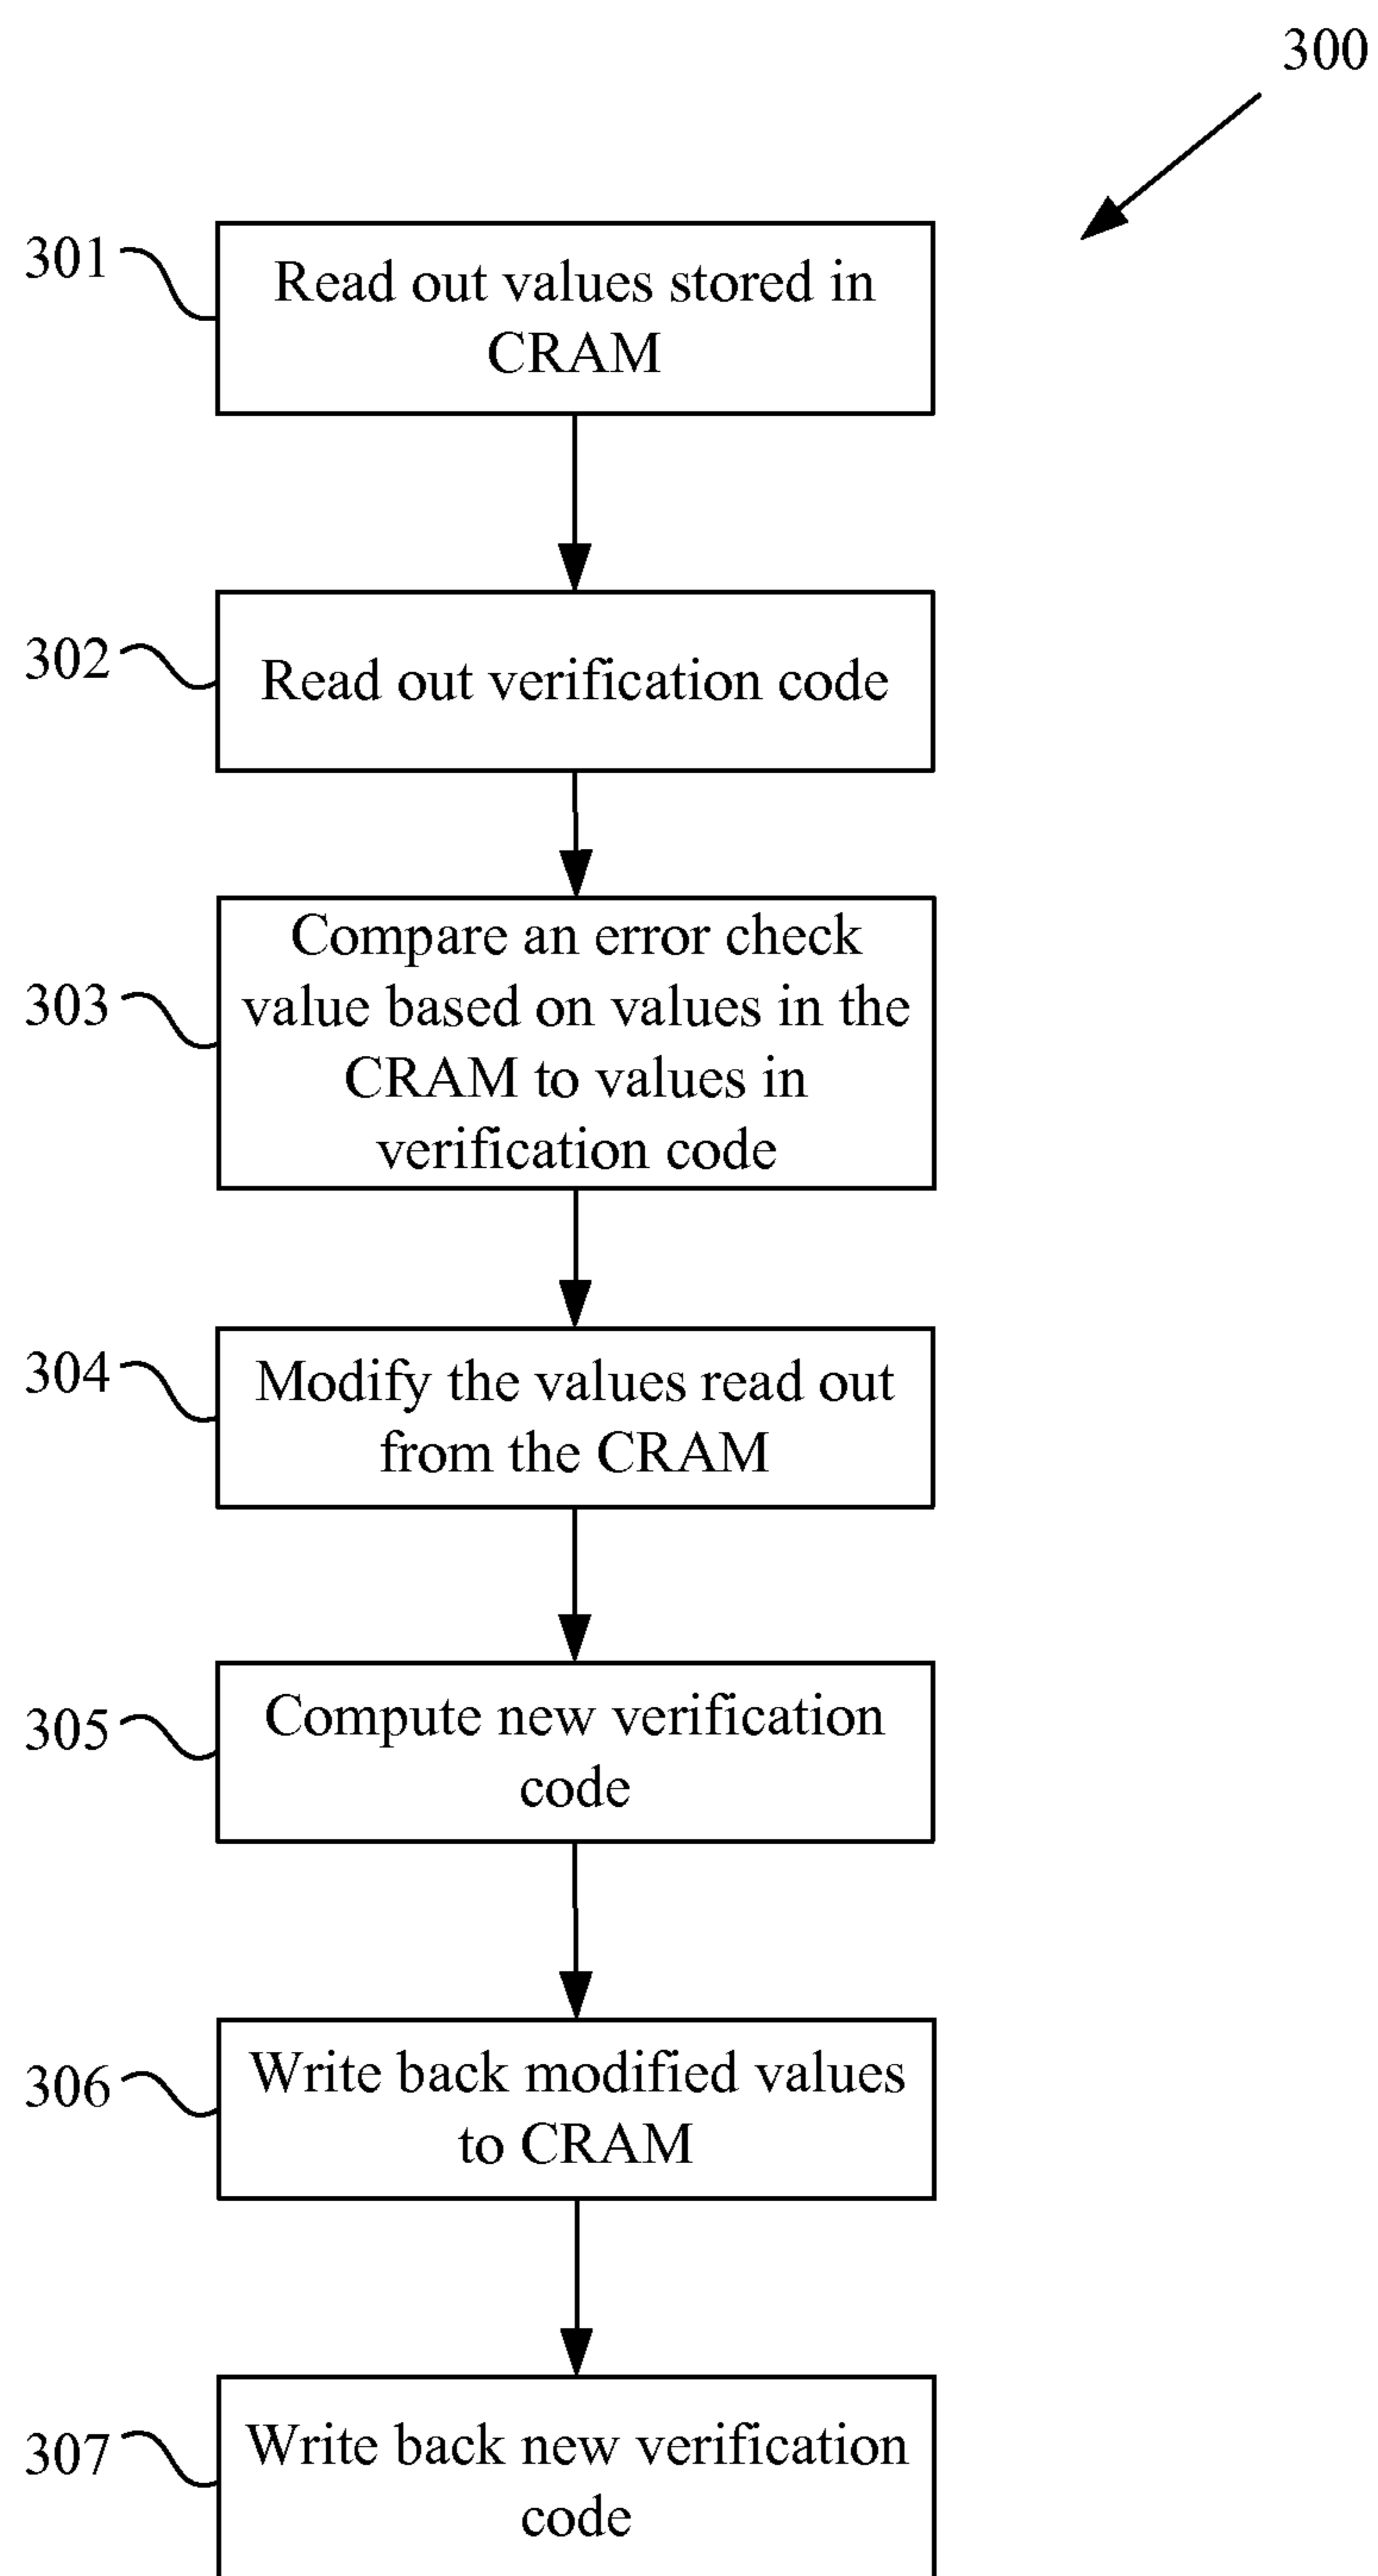 300
301
Read out values stored in
CRAM
302
Read out verification code
303
Compare an error check
value based on values in the
CRAM to values in
verification code
304
Modify the values read out
from the CRAM
305
Compute new verification
code
306
Write back modified values
to CRAM
307
Write back new verification
code